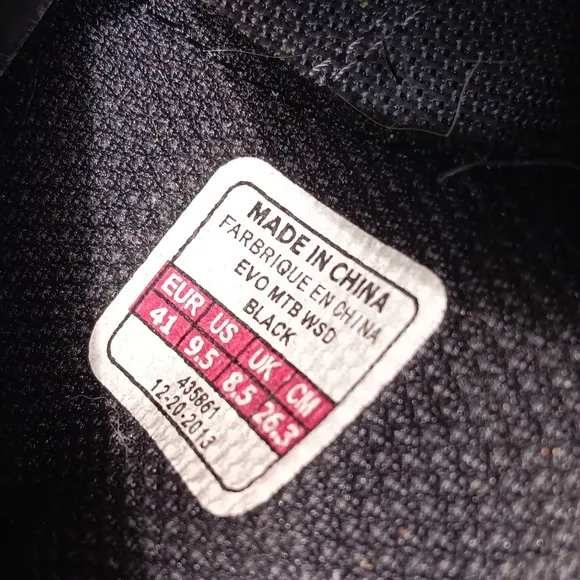 MADE IN CHINA
FARBRIQUE EN CHINA
EVO MTB WSD
BLACK
EUR US UK CM
41 9.5 8.5 26.3
435861
12-20-2013